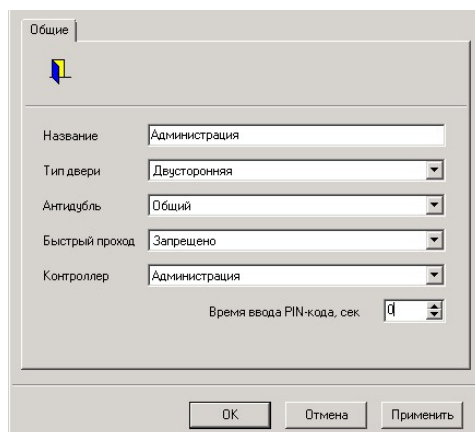 Общие
Название Администрация
Тип двери Двусторонняя
Антидубль Общий
Быстрый проход Запрещено
Контроллер Администрация
Время ввода PIN-кода, сек 0
OK Отмена Применить